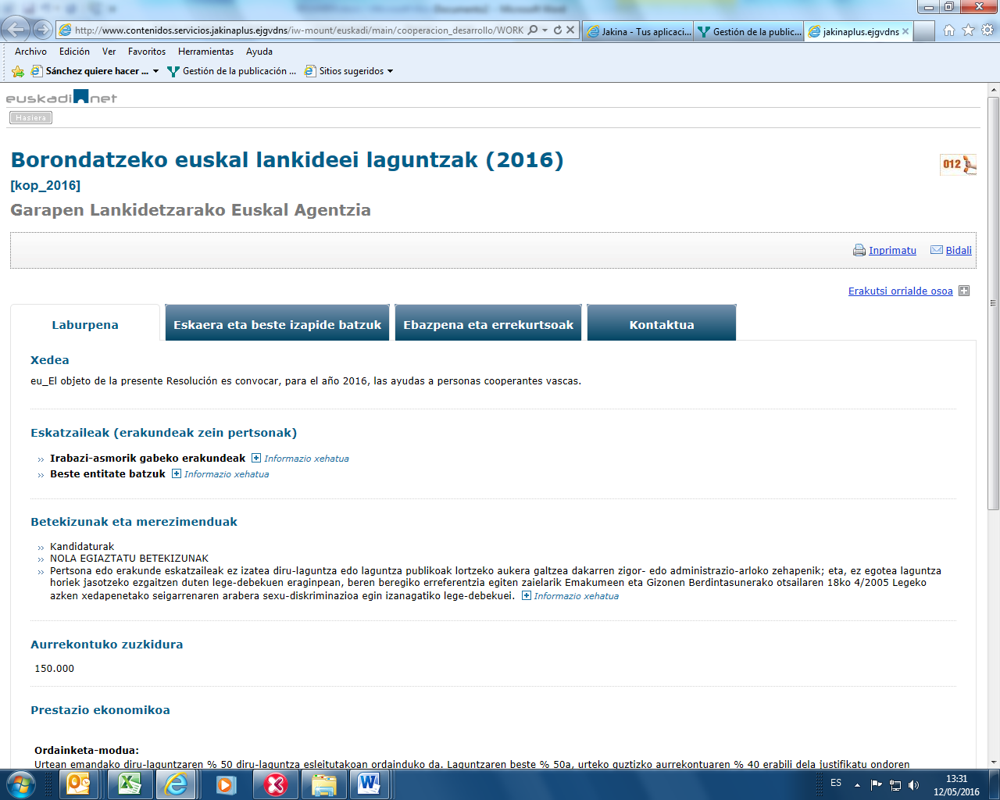 http://www.contenidos.servicios.jakinaplus.ejgvdns/iw-mount/euskadi/main/cooperacion_desarrollo/WORK
Jakina - Tus aplicaci...
Gestión de la public...
jakinaplus.ejgvdns
Archivo Edición Ver Favoritos Herramientas Ayuda
Sánchez quiere hacer ... Gestión de la publicación ... Sitios sugeridos
euskadi net
Hasiera
Borondatzeko euskal lankideei laguntzak (2016)
012
[kop_2016]
Garapen Lankidetzarako Euskal Agentzia
Inprimatu Bidali
Erakutsi orrialde osoa
Laburpena Eskaera eta beste izapide batzuk Ebazpena eta errekurtsoak Kontaktua
Xedea
eu_El objeto de la presente Resolución es convocar, para el año 2016, las ayudas a personas cooperantes vascas.
Eskatzaileak (erakundeak zein pertsonak)
Irabazi-asmorik gabeko erakundeak Informazio xehatua
Beste entitate batzuk Informazio xehatua
Betekizunak eta merezimenduak
Kandidaturak
NOLA EGIAZTATU BETEKIZUNAK
Pertsona edo erakunde eskatzaileak ez izatea diru-laguntza edo laguntza publikoak lortzeko aukera galtzea dakarren zigor- edo administrazio-arloko zehapenik; eta, ez egotea laguntza
horiek jasotzeko ezgaitzen duten lege-debekuen eraginpean, beren beregiko erreferentzia egiten zaielarik Emakumeen eta Gizonen Berdintasunerako otsailaren 18ko 4/2005 Legeko
azken xedapenetako seigarrenaren arabera sexu-diskriminazioa egin izanagatiko lege-debekuei. Informazio xehatua
Aurrekontuko zuzkidura
150.000
Prestazio ekonomikoa
Ordainketa-modua:
Urtean emandako diru-laguntzaren % 50 diru-laguntza esleitutakoan ordainduko da. Laguntzaren beste % 50a, urteko guztizko aurrekontuaren % 40 erabili dela justifikatu ondoren
ES
13:31
12/05/2016